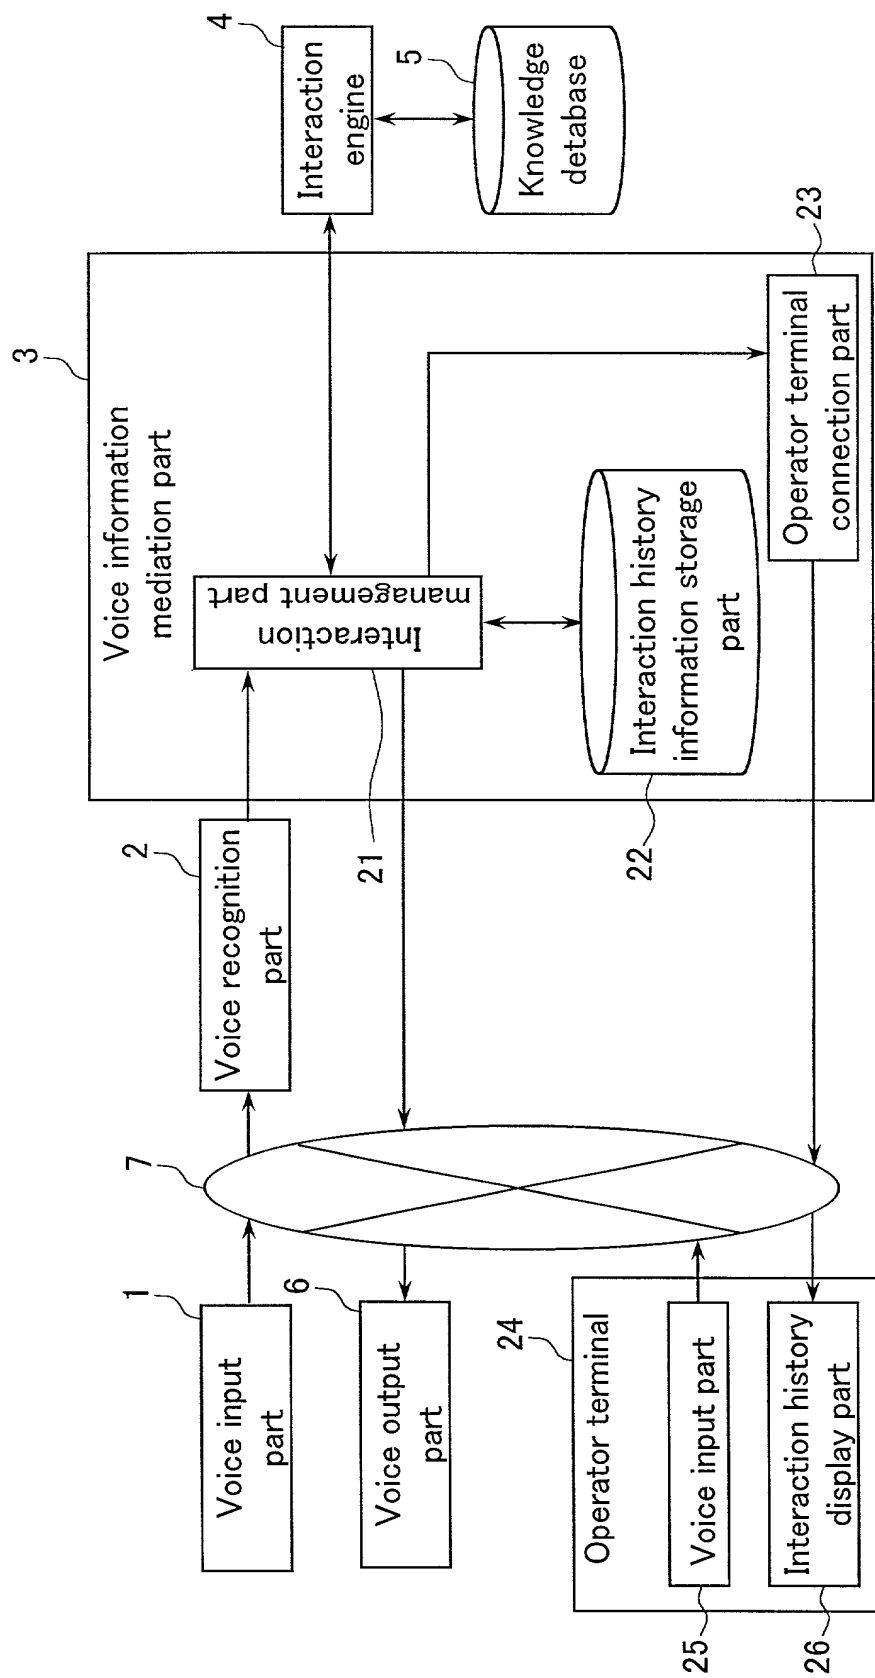 1
Voice input
part
6
Voice output
part
24
Operator terminal
25
Voice input part
26
Interaction history
display part
7
2
Voice recognition
part
3
Voice information
mediation part
21
Interaction
management part
22
Interaction history
information storage
part
23
Operator terminal
connection part
4
Interaction
engine
5
Knowledge
detabase